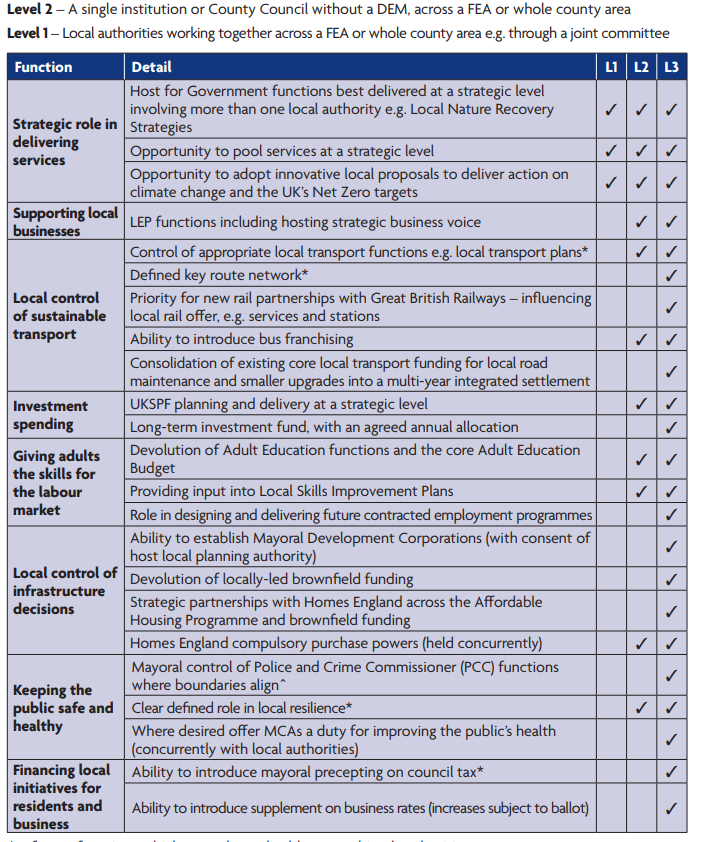 Level 2 – A single institution or County Council without a DEM, across a FEA or whole county area
Level 1 – Local authorities working together across a FEA or whole county area e.g. through a joint committee
Function Detail L1 L2 L3
Strategic role in
delivering
services
Host for Government functions best delivered at a strategic level
involving more than one local authority e.g. Local Nature Recovery
Strategies ✓ ✓ ✓
Opportunity to pool services at a strategic level ✓ ✓ ✓
Opportunity to adopt innovative local proposals to deliver action on
climate change and the UK's Net Zero targets ✓ ✓ ✓
Supporting local
businesses
LEP functions including hosting strategic business voice ✓ ✓
Local control
of sustainable
transport
Control of appropriate local transport functions e.g. local transport plans* ✓ ✓
Defined key route network* ✓
Priority for new rail partnerships with Great British Railways – influencing
local rail offer, e.g. services and stations ✓
Ability to introduce bus franchising ✓ ✓
Consolidation of existing core local transport funding for local road
maintenance and smaller upgrades into a multi-year integrated settlement ✓
Investment
spending
UKSPF planning and delivery at a strategic level ✓ ✓
Long-term investment fund, with an agreed annual allocation ✓
Giving adults
the skills for
the labour
market
Devolution of Adult Education functions and the core Adult Education
Budget ✓ ✓
Providing input into Local Skills Improvement Plans ✓ ✓
Role in designing and delivering future contracted employment programmes ✓
Local control of
infrastructure
decisions
Ability to establish Mayoral Development Corporations (with consent of
host local planning authority) ✓
Devolution of locally-led brownfield funding ✓
Strategic partnerships with Homes England across the Affordable
Housing Programme and brownfield funding ✓
Homes England compulsory purchase powers (held concurrently) ✓ ✓
Keeping the
public safe and
healthy
Mayoral control of Police and Crime Commissioner (PCC) functions
where boundaries align^ ✓
Clear defined role in local resilience* ✓ ✓
Where desired offer MCAs a duty for improving the public's health
(concurrently with local authorities) ✓
Financing local
initiatives for
residents and
business
Ability to introduce mayoral precepting on council tax* ✓
Ability to introduce supplement on business rates (increases subject to ballot) ✓